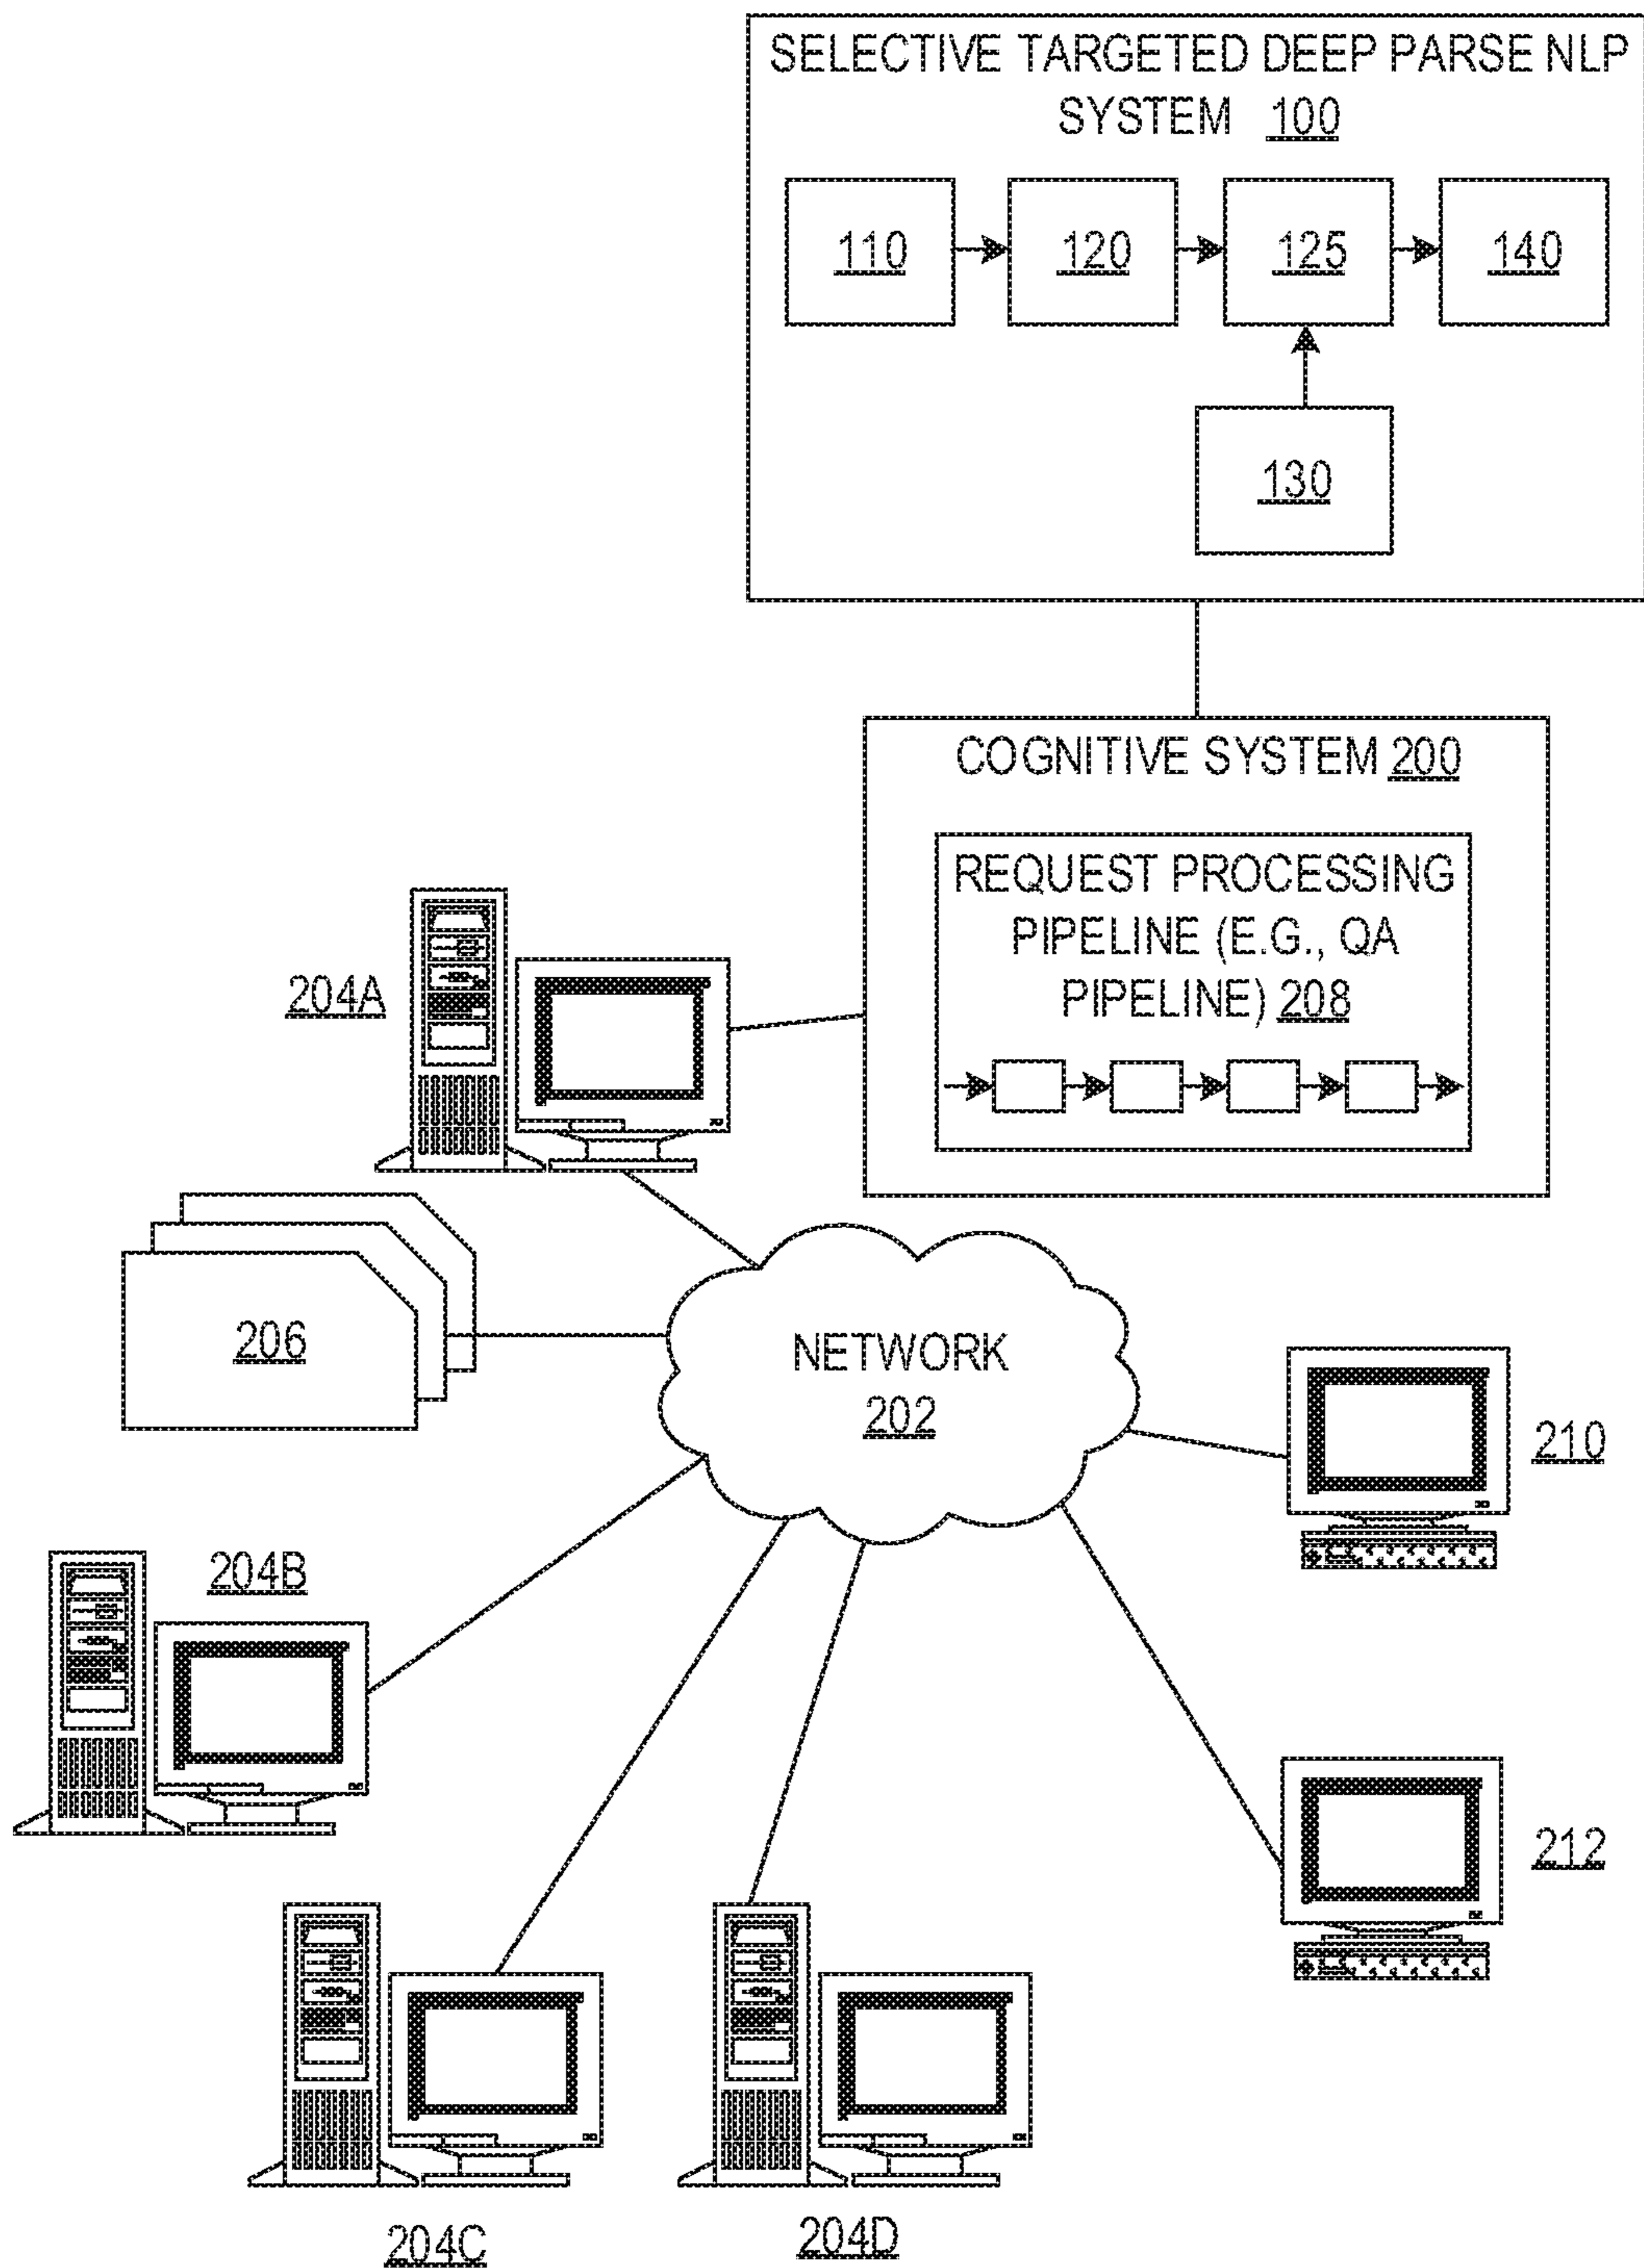 SELECTIVE TARGETED DEEP PARSE NLP
SYSTEM 100
110
120
125
140
130
COGNITIVE SYSTEM 200
REQUEST PROCESSING
PIPELINE (E.G., QA
PIPELINE) 208
204A
206
NETWORK
202
210
204B
212
204C
204D